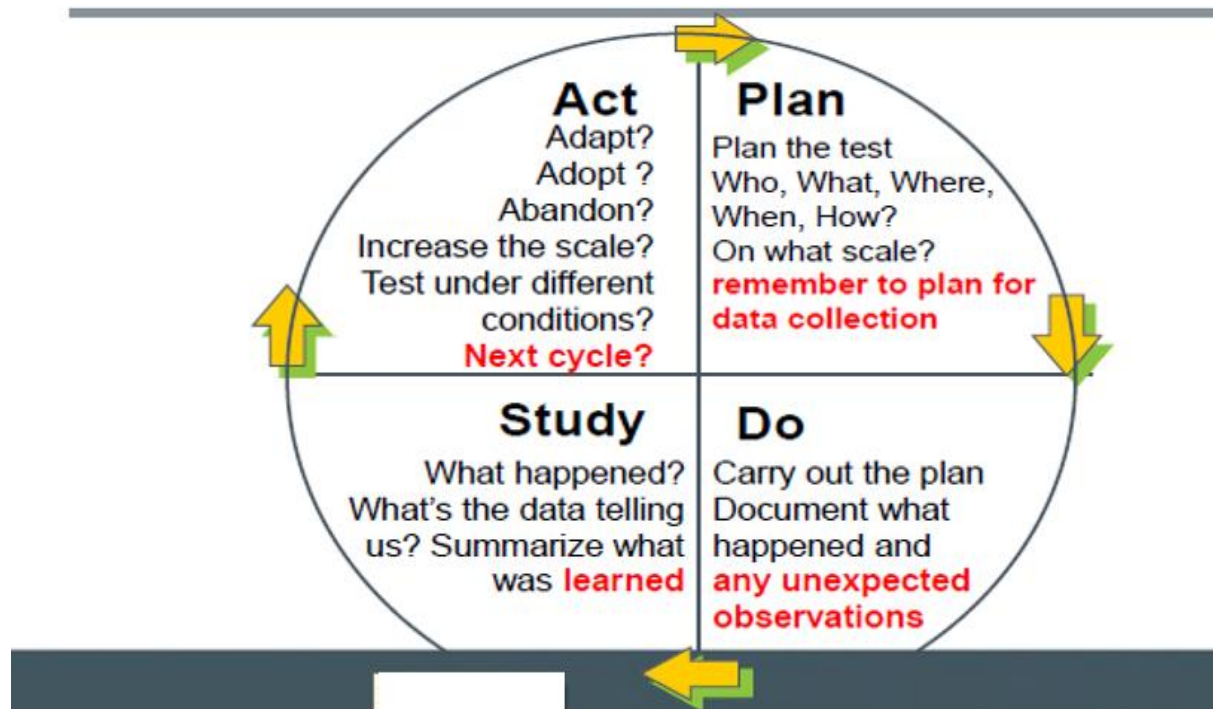 Act
Adapt?
Adopt ?
Abandon?
Increase the scale?
Test under different
conditions?
Next cycle?
Plan
Plan the test
Who, What, Where,
When, How?
On what scale?
remember to plan for
data collection
Study
What happened?
What's the data telling
us? Summarize what
was learned
Do
Carry out the plan
Document what
happened and
any unexpected
observations